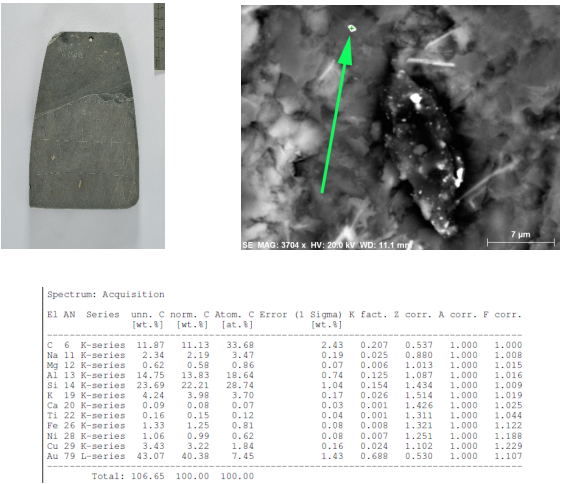 SE MAG: 3704 x HV: 20.0 kV WD: 11.1 mm
7 µm
Spectrum: Acquisition
El AN Series unn. C norm. C Atom. C Error (1 Sigma) K fact. Z corr. A corr. F corr.
[wt.%] [wt.%] [at.%] [wt.%]
C 6 K-series 11.87 11.13 33.68 2.43 0.207 0.537 1.000 1.000
Na 11 K-series 2.34 2.19 3.47 0.19 0.025 0.880 1.000 1.008
Mg 12 K-series 0.62 0.58 0.86 0.07 0.006 1.013 1.000 1.015
Al 13 K-series 14.75 13.83 18.64 0.74 0.125 1.087 1.000 1.016
Si 14 K-series 23.69 22.21 28.74 1.04 0.154 1.434 1.000 1.009
K 19 K-series 4.24 3.98 3.70 0.17 0.026 1.514 1.000 1.019
Ca 20 K-series 0.09 0.08 0.07 0.03 0.001 1.426 1.000 1.025
Ti 22 K-series 0.16 0.15 0.12 0.04 0.001 1.311 1.000 1.044
Fe 26 K-series 1.33 1.25 0.81 0.08 0.008 1.321 1.000 1.122
Ni 28 K-series 1.06 0.99 0.62 0.08 0.007 1.251 1.000 1.188
Cu 29 K-series 3.43 3.22 1.84 0.16 0.024 1.102 1.000 1.229
Au 79 L-series 43.07 40.38 7.45 1.43 0.688 0.530 1.000 1.107
Total: 106.65 100.00 100.00